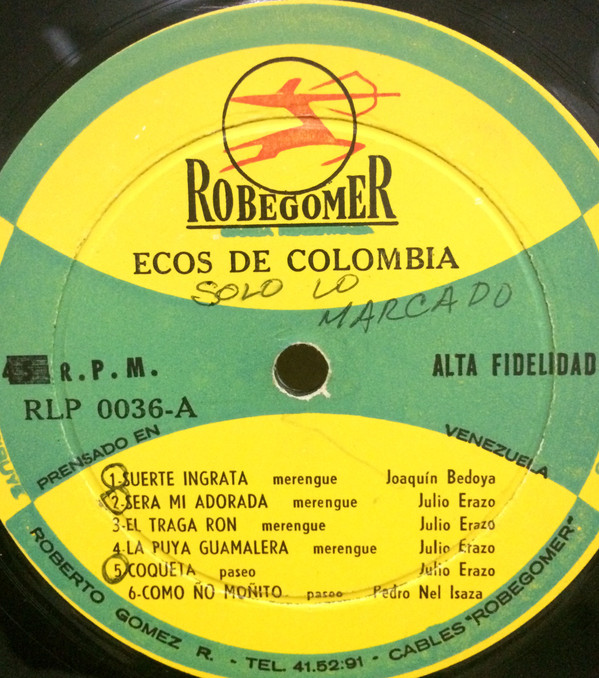 ROBEGOMER
ECOS DE COLOMBIA
SOLO LO
MARCADO
R.P.M.
ALTA FIDELIDAD
RLP 0036-A
PRENSADO EN VENEZUELA
1-SUERTE INGRATA merengue Joaquín Bedoya
2-SERA MI ADORADA merengue Julio Erazo
3-EL TRAGA RON merengue Julio Erazo
4-LA PUYA GUAMALERA merengue Julio Erazo
5-COQUETA paseo Julio Erazo
6-COMO ÑO MOÑITO paseo Pedro Nel Isaza
ROBERTO GOMEZ R. - TEL. 41.52:91 - CABLES "ROBEGOMER"